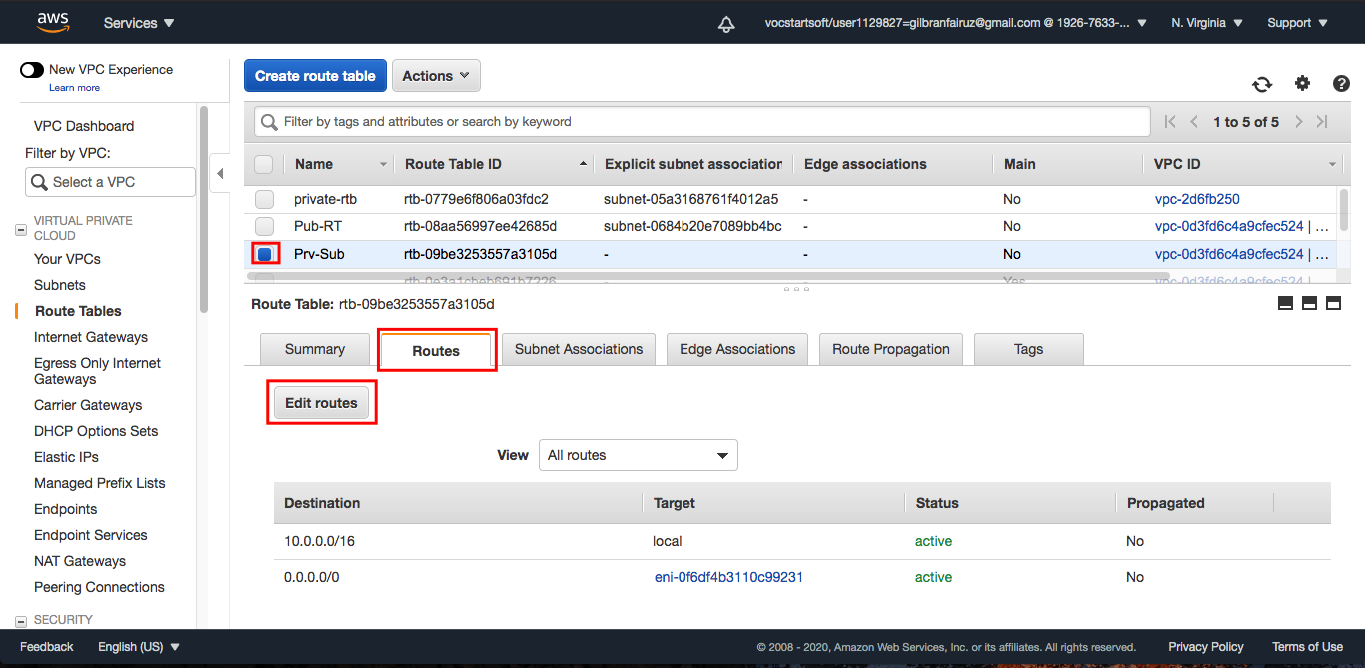 aws
Services
vocstartsoft/user1129827=gilbranfairuz@gmail.com @ 1926-7633-...
N. Virginia
Support
New VPC Experience
Learn more
VPC Dashboard
Filter by VPC:
Select a VPC
VIRTUAL PRIVATE
CLOUD
Your VPCs
Subnets
Route Tables
Internet Gateways
Egress Only Internet
Gateways
Carrier Gateways
DHCP Options Sets
Elastic IPs
Managed Prefix Lists
Endpoints
Endpoint Services
NAT Gateways
Peering Connections
SECURITY
Create route table
Actions
Filter by tags and attributes or search by keyword
1 to 5 of 5
Name Route Table ID Explicit subnet association Edge associations Main VPC ID
private-rtb rtb-0779e6f806a03fdc2 subnet-05a3168761f4012a5 - No vpc-2d6fb250
Pub-RT rtb-08aa56997ee42685d subnet-0684b20e7089bb4bc - No vpc-0d3fd6c4a9cfec524 | ...
Prv-Sub rtb-09be3253557a3105d - - No vpc-0d3fd6c4a9cfec524 | ...
- - Yes vpc-0d3fd6c4a9cfec524 | ...
Route Table: rtb-09be3253557a3105d
Summary
Routes
Subnet Associations
Edge Associations
Route Propagation
Tags
Edit routes
View All routes
Destination Target Status Propagated
10.0.0.0/16 local active No
0.0.0.0/0 eni-0f6df4b3110c99231 active No
Feedback
English (US)
© 2008 - 2020, Amazon Web Services, Inc. or its affiliates. All rights reserved.
Privacy Policy
Terms of Use